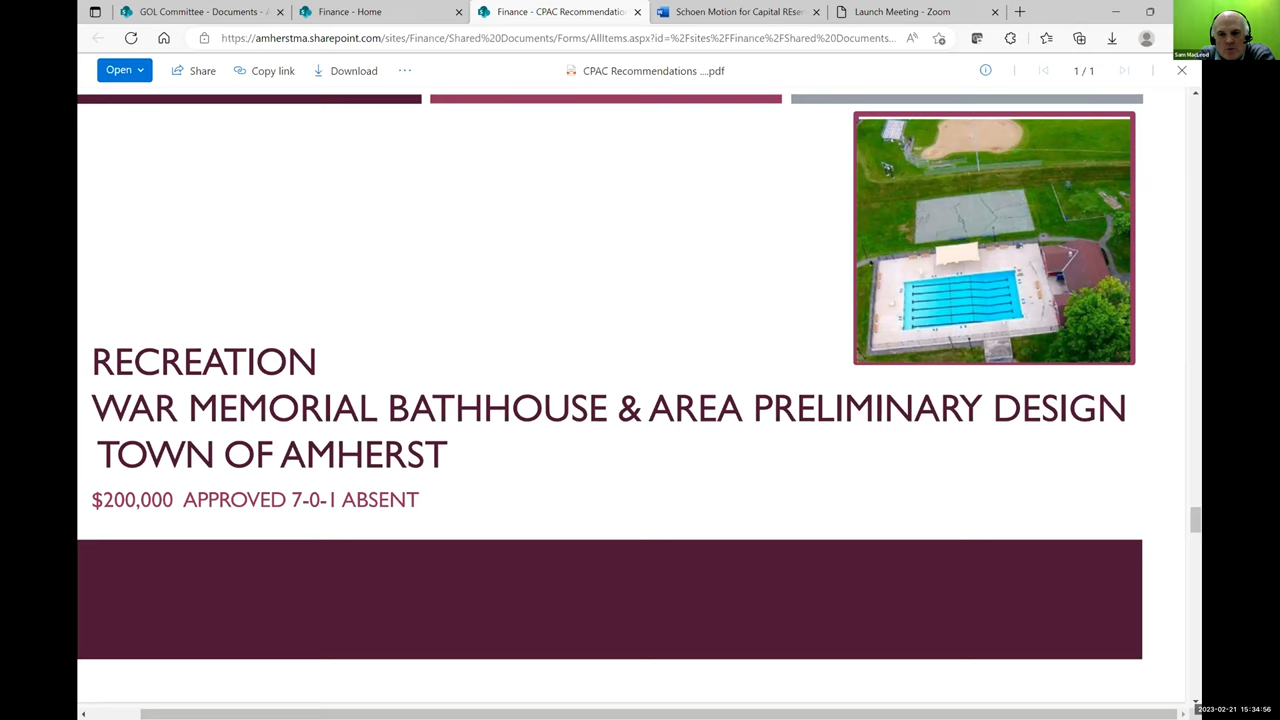 GOL Committee - Documents - A
Finance - Home
Finance - CPAC Recommendatio
Schoen Motion for Capital REser
Launch Meeting - Zoom
https://amherstma.sharepoint.com/sites/Finance/Shared%20Documents/Forms/AllItems.aspx?id=%2Fsites%2FFinance%2FShared%20Documents...
Open
Share
Copy link
Download
CPAC Recommendations ....pdf
1 / 1
Sam MacLeod
RECREATION
WAR MEMORIAL BATHHOUSE & AREA PRELIMINARY DESIGN
TOWN OF AMHERST
$200,000 APPROVED 7-0-1 ABSENT
2023-02-21 15:34:56